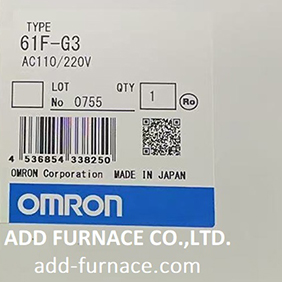 TYPE
61F-G3
AC110/220V
LOT
No 0755
QTY
1
Ro
4 536854 338250
OMRON Corporation MADE IN JAPAN
OMRON
ADD FURNACE CO.,LTD.
add-furnace.com